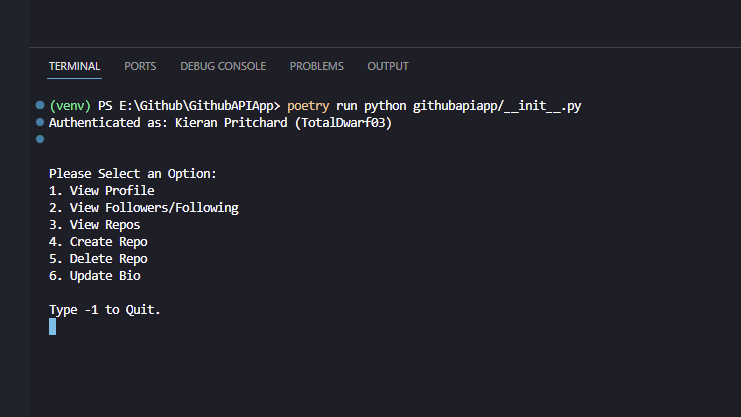 TERMINAL PORTS DEBUG CONSOLE PROBLEMS OUTPUT
(venv) PS E:\Github\GithubAPIApp> poetry run python githubapiapp/__init__.py
Authenticated as: Kieran Pritchard (TotalDwarf03)
Please Select an Option:
1. View Profile
2. View Followers/Following
3. View Repos
4. Create Repo
5. Delete Repo
6. Update Bio
Type -1 to Quit.